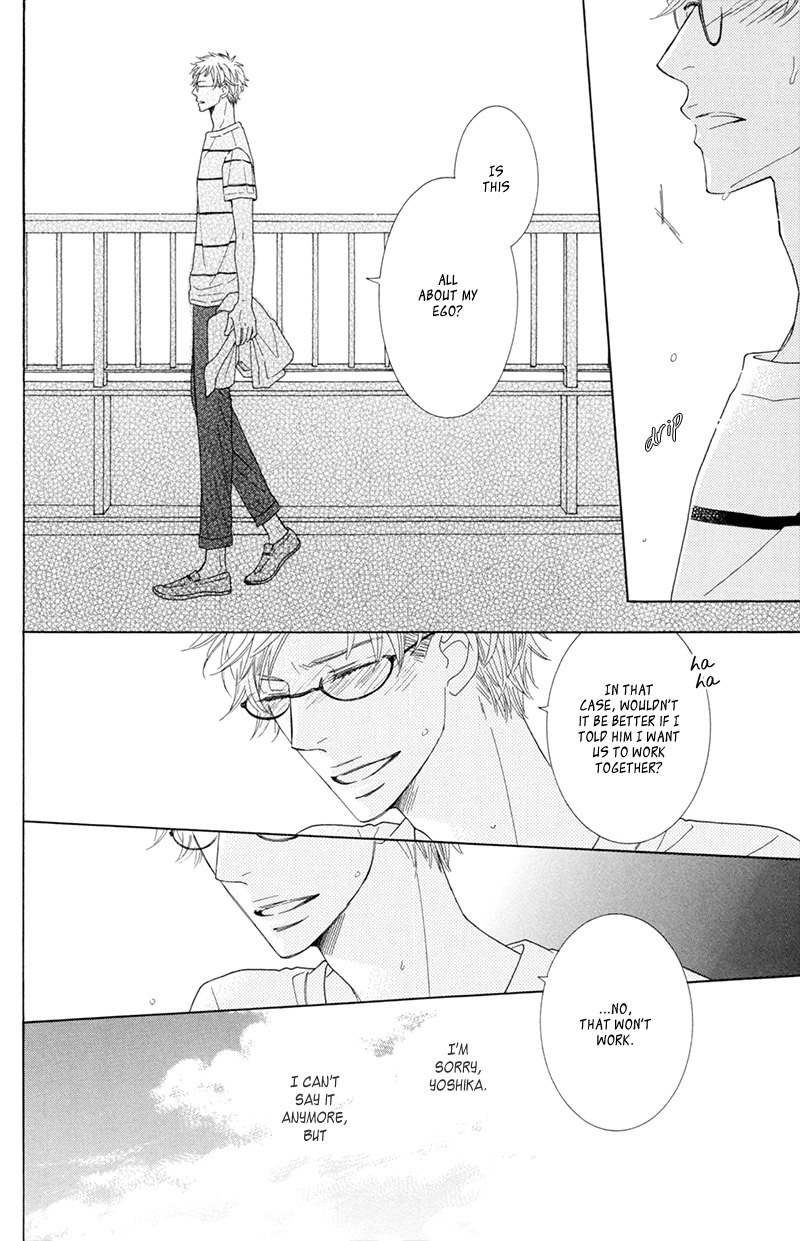 drip
IS
THIS
ALL
ABOUT MY
EGO?
ha
ha
IN THAT
CASE, WOULDN'T
IT BE BETTER IF I
TOLD HIM I WANT
US TO WORK
TOGETHER?
...NO,
THAT WON'T
WORK.
I'M
SORRY,
YOSHIKA.
I CAN'T
SAY IT
ANYMORE,
BUT